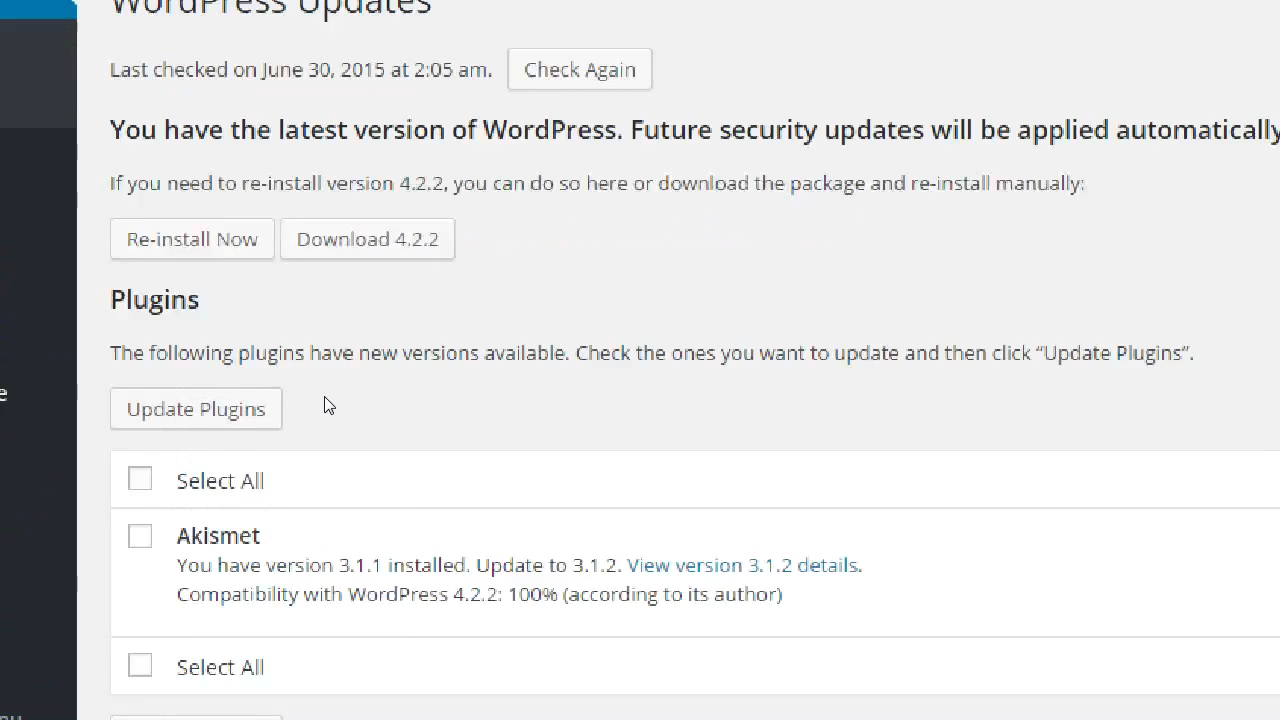 WordPress Updates
Last checked on June 30, 2015 at 2:05 am. Check Again
You have the latest version of WordPress. Future security updates will be applied automatically
If you need to re-install version 4.2.2, you can do so here or download the package and re-install manually:
Re-install Now Download 4.2.2
Plugins
The following plugins have new versions available. Check the ones you want to update and then click “Update Plugins”.
e
Update Plugins
Select All
Akismet
You have version 3.1.1 installed. Update to 3.1.2. View version 3.1.2 details.
Compatibility with WordPress 4.2.2: 100% (according to its author)
Select All